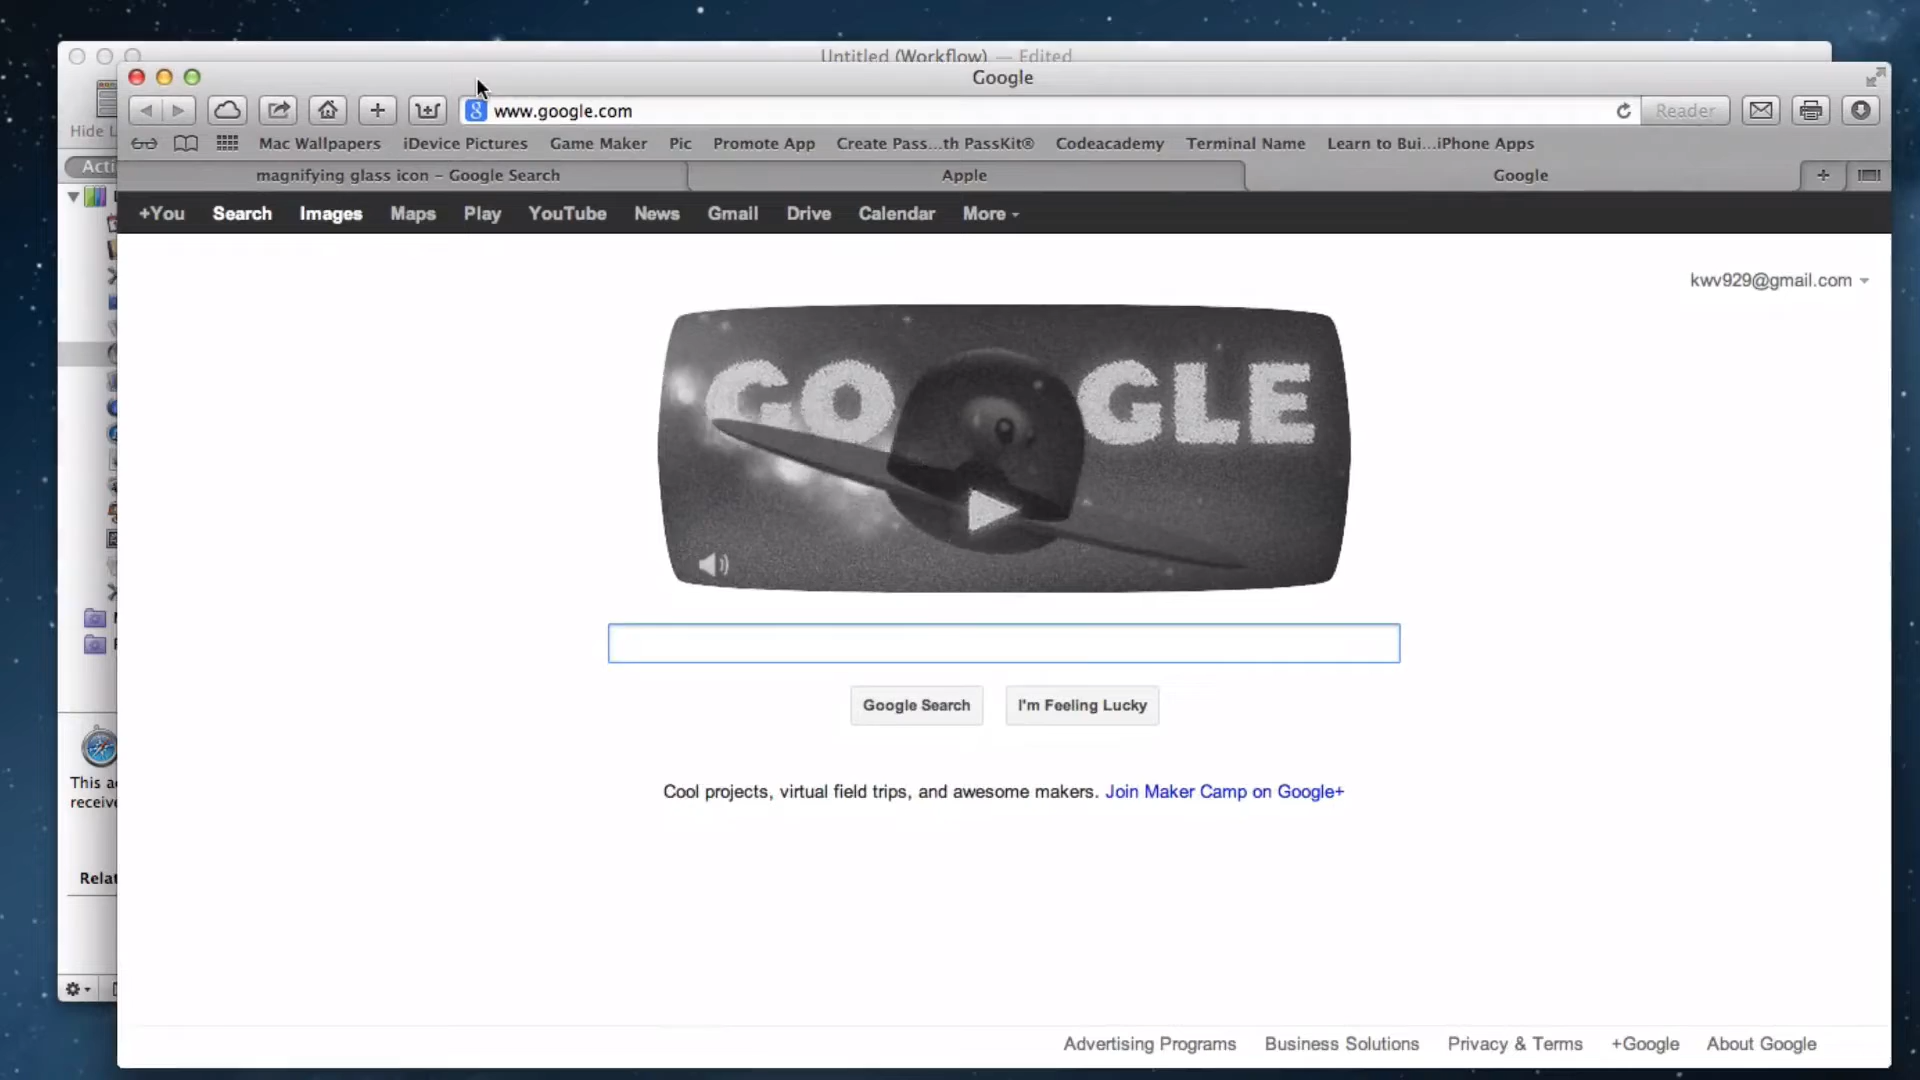 Untitled (Workflow) — Edited
Google
Hide L
www.google.com
Reader
Mac Wallpapers iDevice Pictures Game Maker Pic Promote App Create Pass...th PassKit® Codeacademy Terminal Name Learn to Bui...iPhone Apps
Acti
magnifying glass icon – Google Search Apple Google
+You Search Images Maps Play YouTube News Gmail Drive Calendar More
kwv929@gmail.com
GO GLE
Google Search I'm Feeling Lucky
This a
receive
Cool projects, virtual field trips, and awesome makers. Join Maker Camp on Google+
Relat
Advertising Programs Business Solutions Privacy & Terms +Google About Google